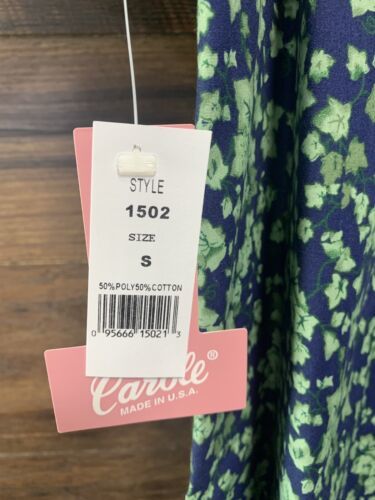 STYLE
1502
SIZE
S
50%POLY50%COTTON
0 95666 15021 3
Carole®
MADE IN U.S.A.